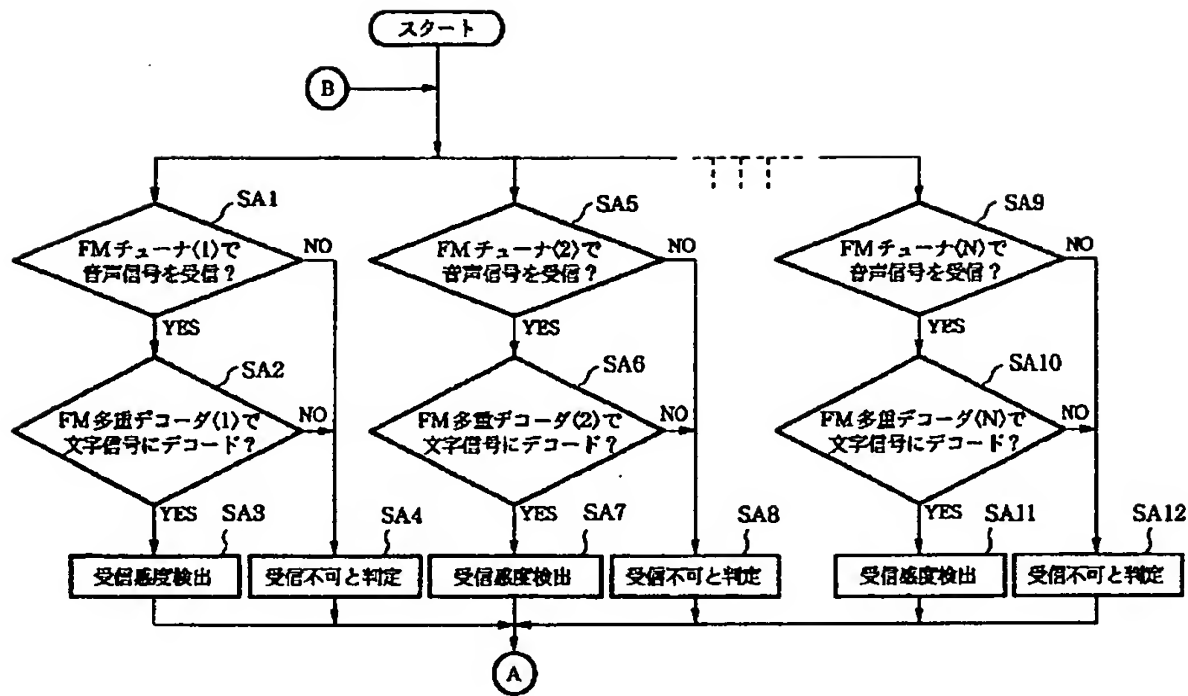 スタート
B
SA1
SA5
SA9
FMチューナ(1)で
音声信号を受信?
NO
FMチューナ(2)で
音声信号を受信?
NO
FMチューナ(N)で
音声信号を受信?
NO
YES
YES
YES
SA2
SA6
SA10
FM多重デコーダ(1)で
文字信号にデコード?
NO
FM多重デコーダ(2)で
文字信号にデコード?
NO
FM多重デコーダ(N)で
文字信号にデコード?
NO
YES
YES
YES
SA3
SA4
SA7
SA8
SA11
SA12
受信感度検出
受信不可と判定
受信感度検出
受信不可と判定
受信感度検出
受信不可と判定
A